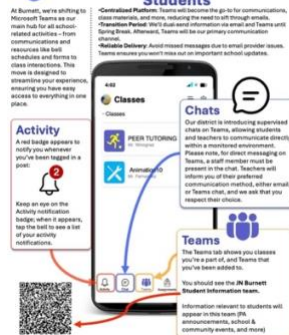 Students
At Burnett, we're shifting to
Microsoft Teams as our
main hub for all school-
related activities - from
communications and
resources like bell
schedules and forms to
class interactions. This
move is designed to
streamline your experience,
ensuring you have easy
access to everything in one
place.
•Centralized Platform: Teams will become the go-to for communications,
class materials, and more, reducing the need to sift through emails.
•Transition Period: We'll dual-send information via email and Teams until
Spring Break. Afterward, Teams will be our primary communication
channel.
•Reliable Delivery: Avoid missed messages due to email provider issues.
Teams ensures you won't miss out on important school updates.
Activity
A red badge appears to
notify you whenever
you've been tagged in a
post:
2
Keep an eye on the
Activity notification
badge; when it appears,
tap the bell to see a list
of your activity
notifications.
Classes
Classes
PEER TUTORING
Animation10
Chats
Our district is introducing supervised
chats on Teams, allowing students
and teachers to communicate directly
within a monitored environment.
Please note, for direct messaging on
Teams, a staff member must be
present in the chat. Teachers will
inform you of their preferred
communication method, either email
or Teams chat, and we ask that you
respect their choice.
Teams
The Teams tab shows you classes
you're a part of, and Teams that
you've been added to.
You should see the JN Burnett
Student Information team.
Information relevant to students will
appear in this team (PA
announcements, school &
community events, and more)